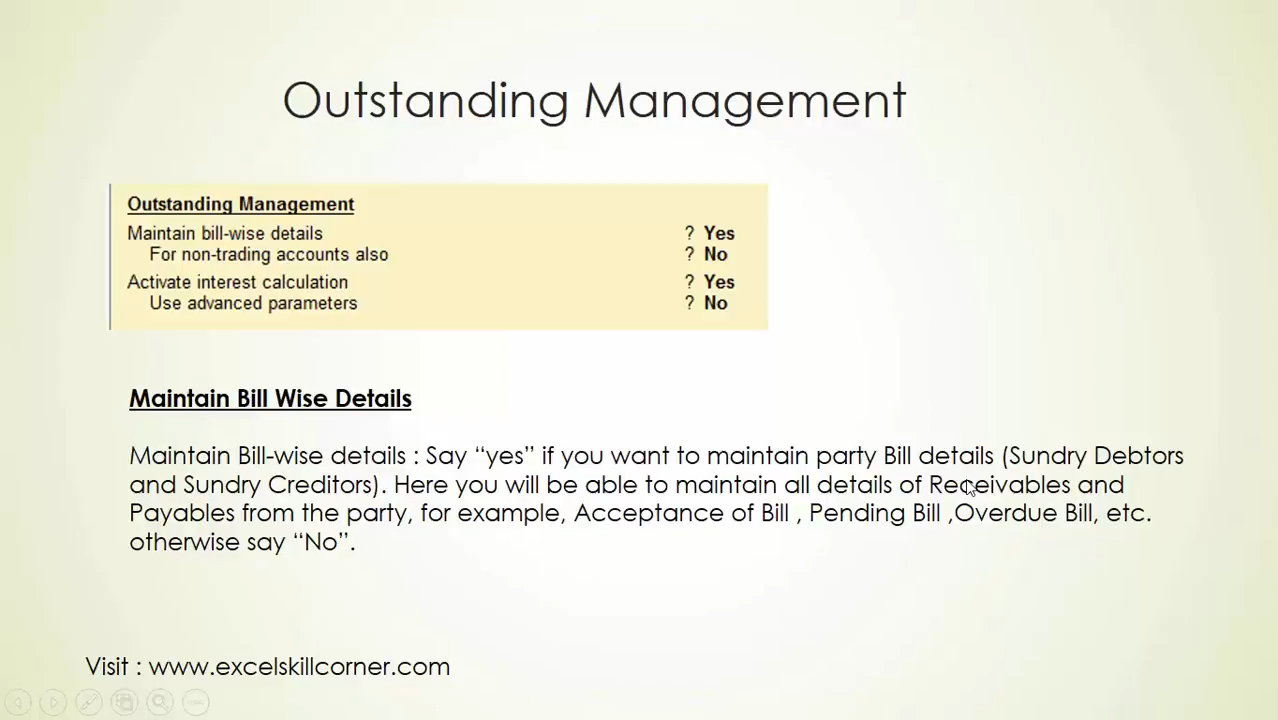 Outstanding Management
Outstanding Management
Maintain bill-wise details ? Yes
For non-trading accounts also ? No
Activate interest calculation ? Yes
Use advanced parameters ? No
Maintain Bill Wise Details
Maintain Bill-wise details : Say “yes” if you want to maintain party Bill details (Sundry Debtors
and Sundry Creditors). Here you will be able to maintain all details of Receivables and
Payables from the party, for example, Acceptance of Bill , Pending Bill ,Overdue Bill, etc.
otherwise say “No”.
Visit : www.excelskillcorner.com